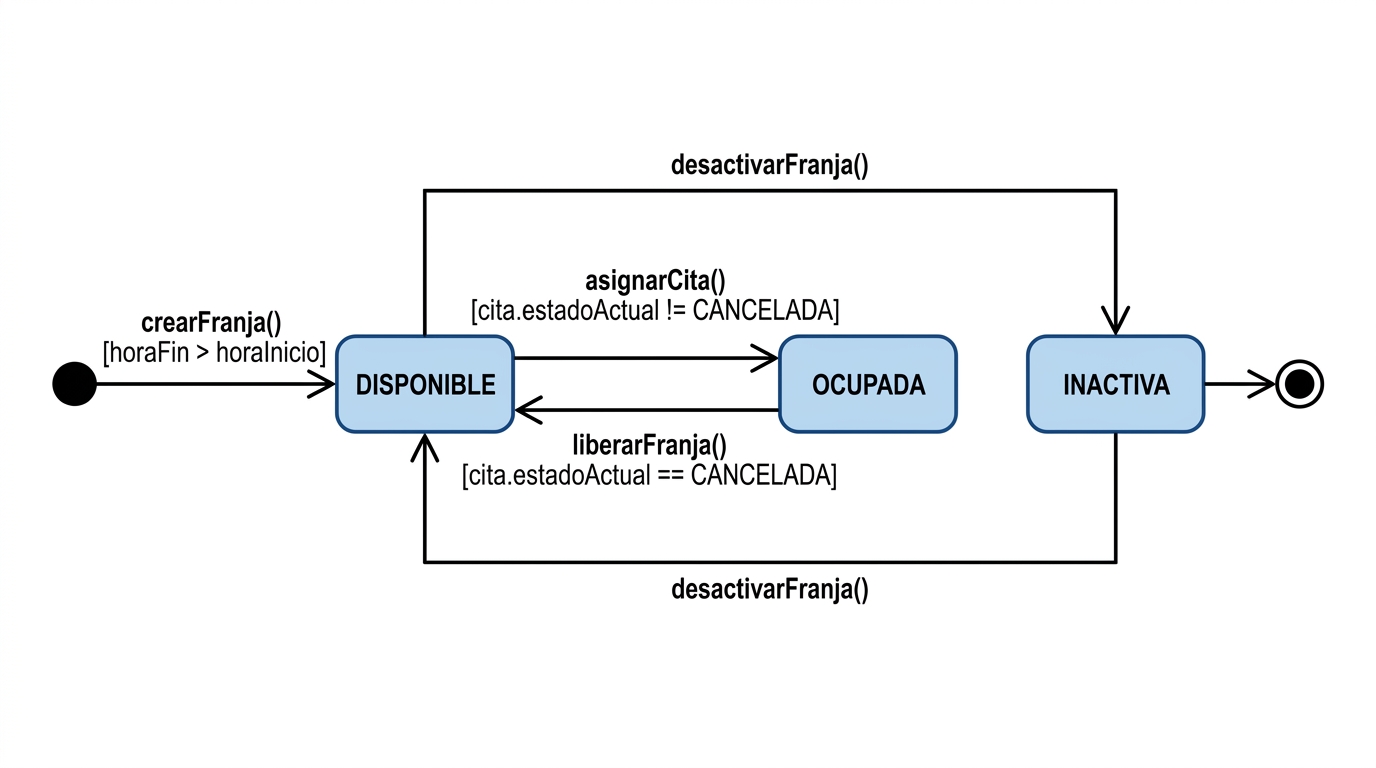 desactivarFranja()
asignarCita()
[cita.estadoActual != CANCELADA]
crearFranja()
[horaFin > horaInicio]
DISPONIBLE
OCUPADA
INACTIVA
liberarFranja()
[cita.estadoActual == CANCELADA]
desactivarFranja()